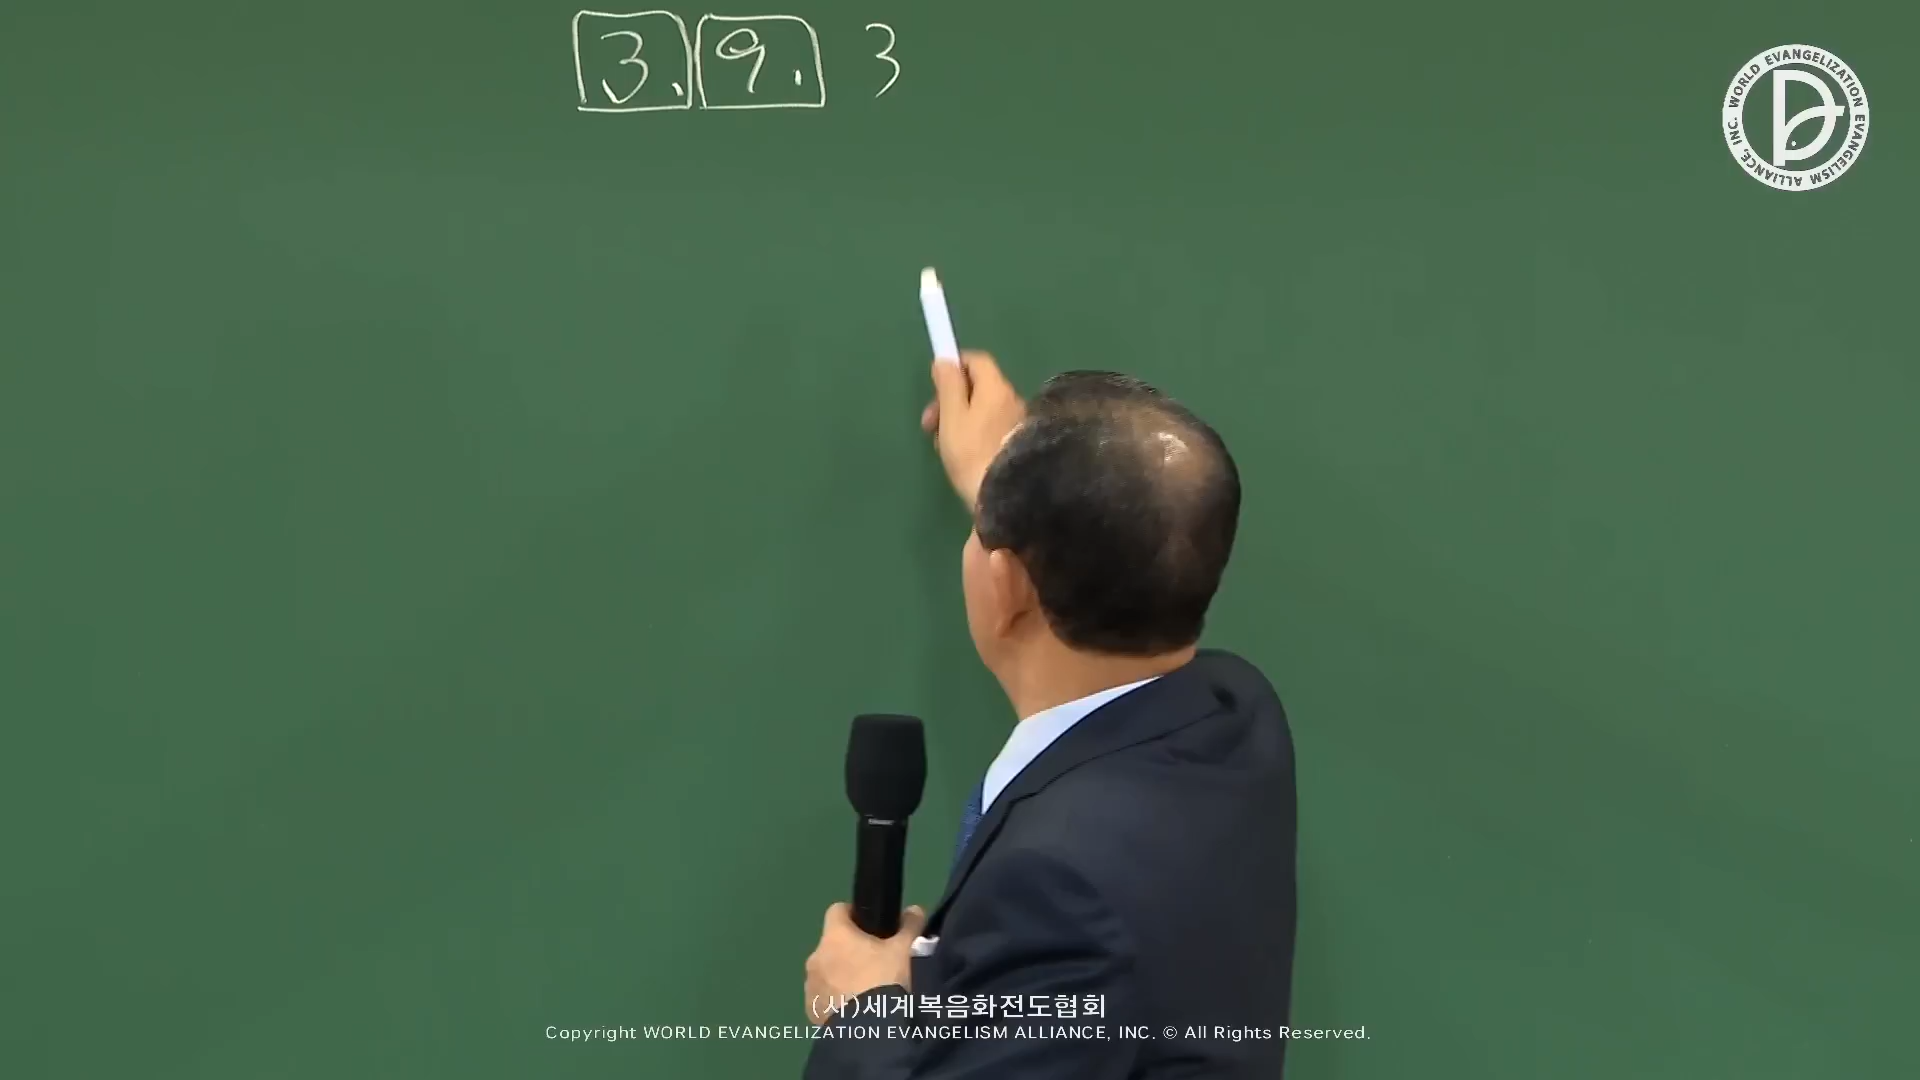 3. 9. 3
WORLD EVANGELIZATION EVANGELISM ALLIANCE, INC.
(사)세계복음화전도협회
Copyright WORLD EVANGELIZATION EVANGELISM ALLIANCE, INC. © All Rights Reserved.